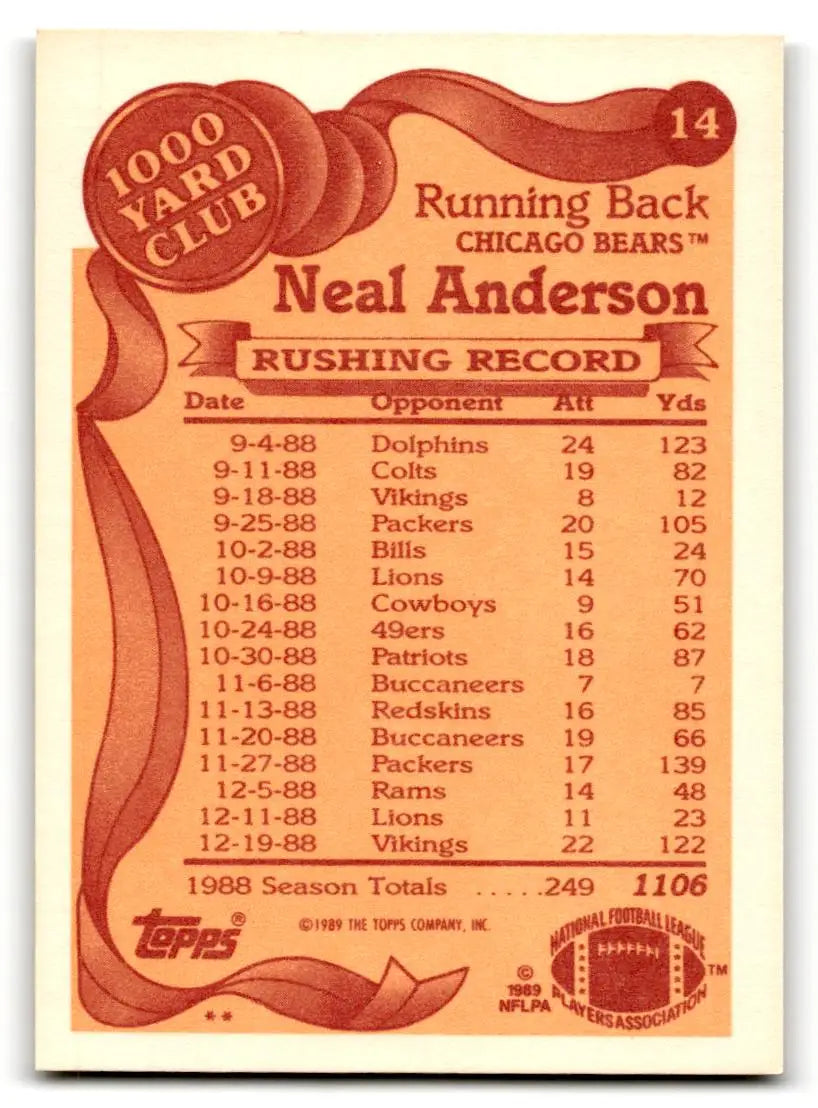 1000
YARD
CLUB
14
Running Back
CHICAGO BEARS™
Neal Anderson
RUSHING RECORD
Date Opponent Att Yds
9-4-88 Dolphins 24 123
9-11-88 Colts 19 82
9-18-88 Vikings 8 12
9-25-88 Packers 20 105
10-2-88 Bills 15 24
10-9-88 Lions 14 70
10-16-88 Cowboys 9 51
10-24-88 49ers 16 62
10-30-88 Patriots 18 87
11-6-88 Buccaneers 7 7
11-13-88 Redskins 16 85
11-20-88 Buccaneers 19 66
11-27-88 Packers 17 139
12-5-88 Rams 14 48
12-11-88 Lions 11 23
12-19-88 Vikings 22 122
1988 Season Totals .....249 1106
topps®
©1989 THE TOPPS COMPANY, INC.
**
©
1989
NFLPA
NATIONAL FOOTBALL LEAGUE
PLAYERS ASSOCIATION
™